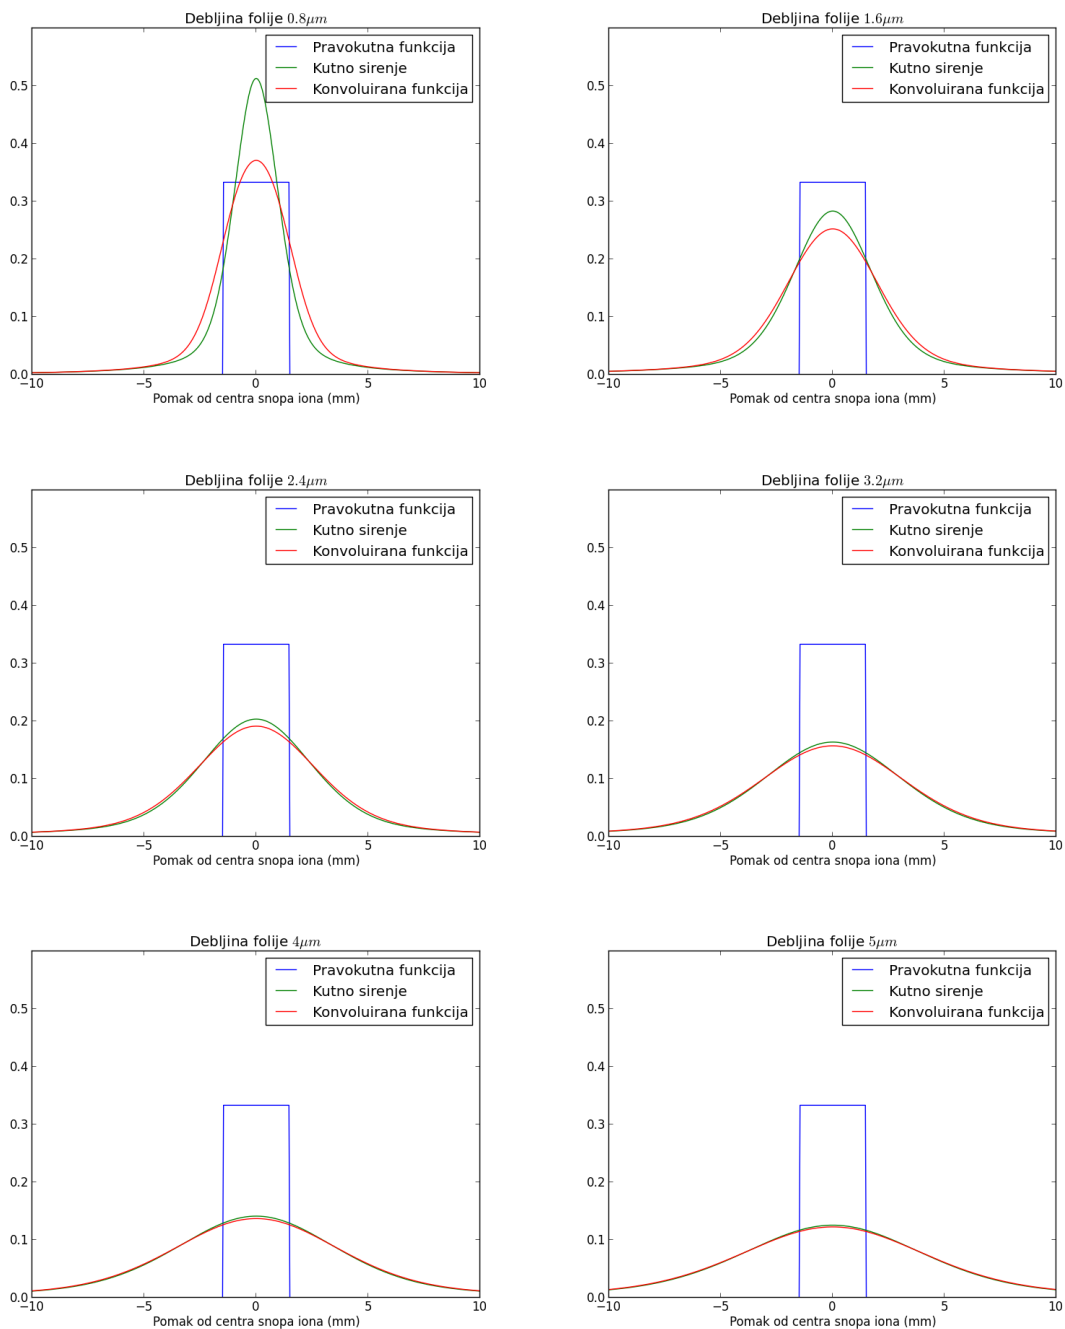 Debljina folije 0.8μm
Pravokutna funkcija
Kutno sirenje
Konvoluirana funkcija
0.5
0.4
0.3
0.2
0.1
0.0
−10 −5 0 5 10
Pomak od centra snopa iona (mm)
Debljina folije 1.6μm
Pravokutna funkcija
Kutno sirenje
Konvoluirana funkcija
0.5
0.4
0.3
0.2
0.1
0.0
−10 −5 0 5 10
Pomak od centra snopa iona (mm)
Debljina folije 2.4μm
Pravokutna funkcija
Kutno sirenje
Konvoluirana funkcija
0.5
0.4
0.3
0.2
0.1
0.0
−10 −5 0 5 10
Pomak od centra snopa iona (mm)
Debljina folije 3.2μm
Pravokutna funkcija
Kutno sirenje
Konvoluirana funkcija
0.5
0.4
0.3
0.2
0.1
0.0
−10 −5 0 5 10
Pomak od centra snopa iona (mm)
Debljina folije 4μm
Pravokutna funkcija
Kutno sirenje
Konvoluirana funkcija
0.5
0.4
0.3
0.2
0.1
0.0
−10 −5 0 5 10
Pomak od centra snopa iona (mm)
Debljina folije 5μm
Pravokutna funkcija
Kutno sirenje
Konvoluirana funkcija
0.5
0.4
0.3
0.2
0.1
0.0
−10 −5 0 5 10
Pomak od centra snopa iona (mm)